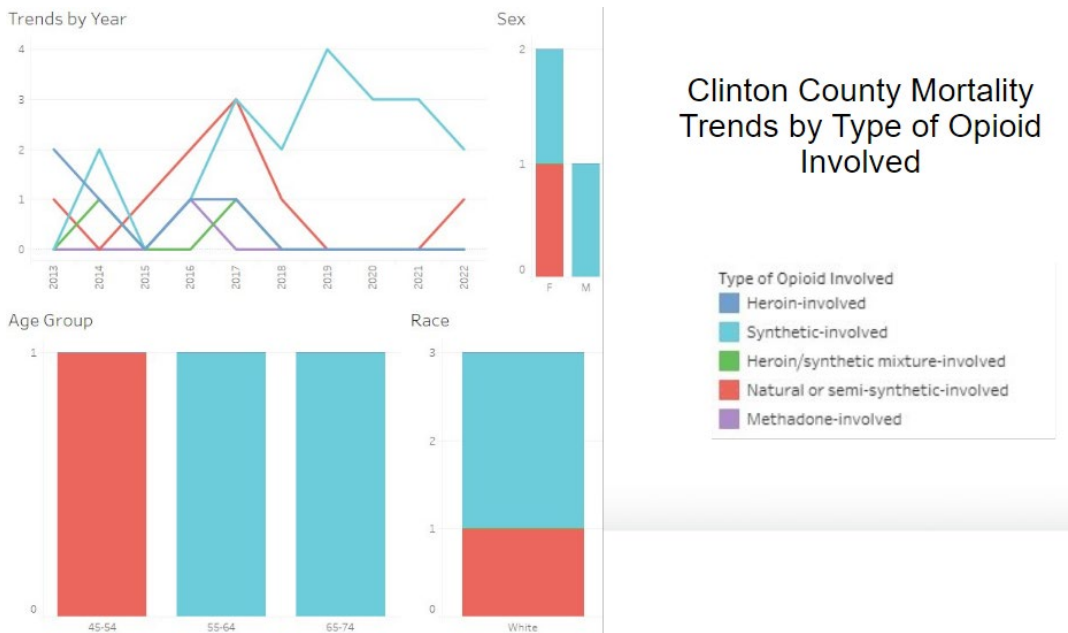 Trends by Year
4
3
2
1
0
2013
2014
2015
2016
2017
2018
2019
2020
2021
2022
Sex
2
1
0
F
M
Clinton County Mortality
Trends by Type of Opioid
Involved
Type of Opioid Involved
Heroin-involved
Synthetic-involved
Heroin/synthetic mixture-involved
Natural or semi-synthetic-involved
Methadone-involved
Age Group
1
0
45-54
55-64
65-74
Race
3
2
1
0
White